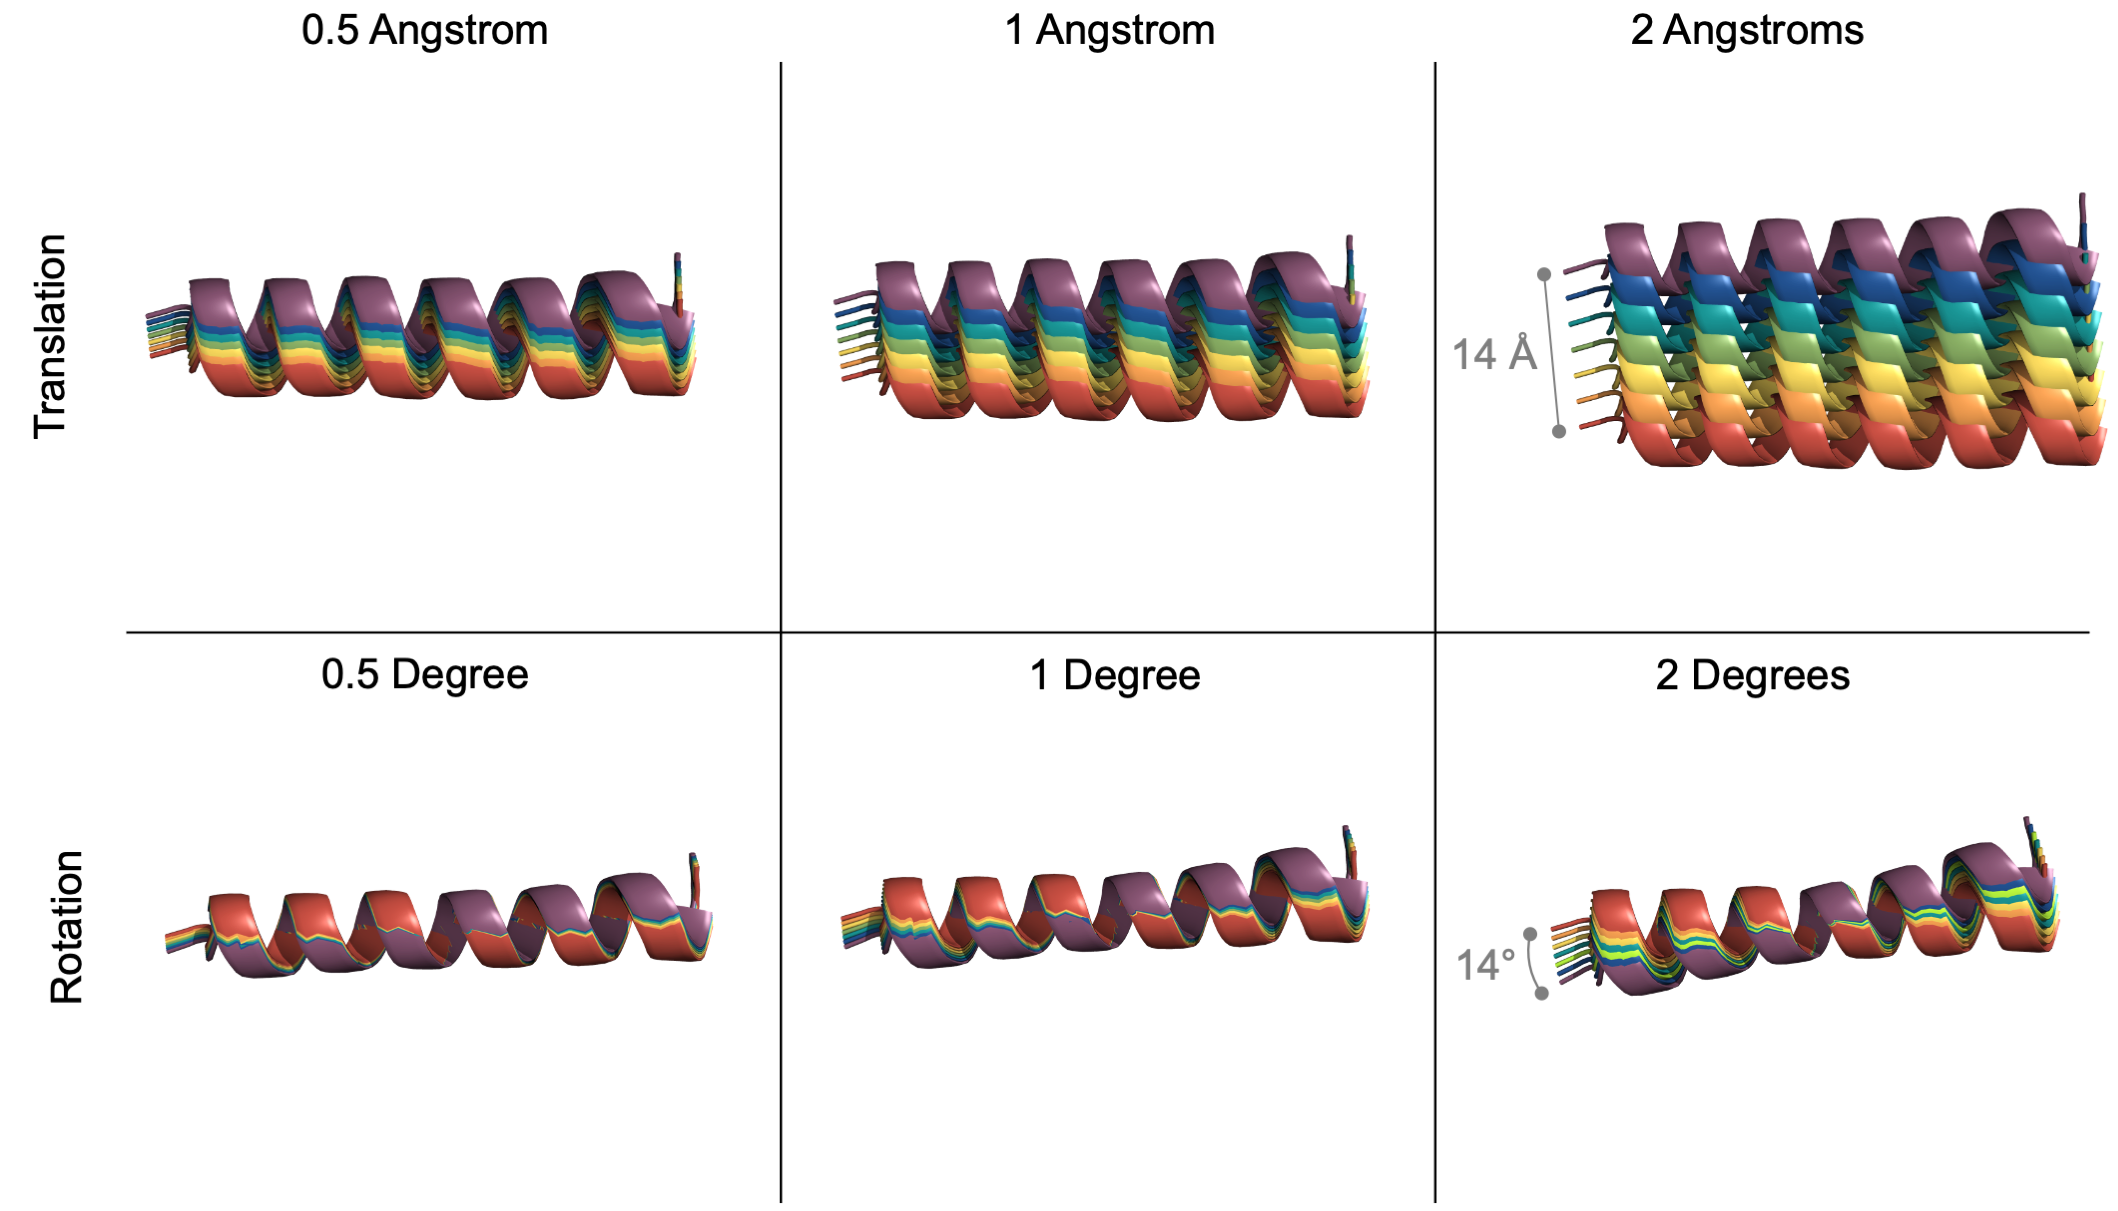 0.5 Angstrom
1 Angstrom
2 Angstroms
Translation
14 Å
0.5 Degree
1 Degree
2 Degrees
Rotation
14°